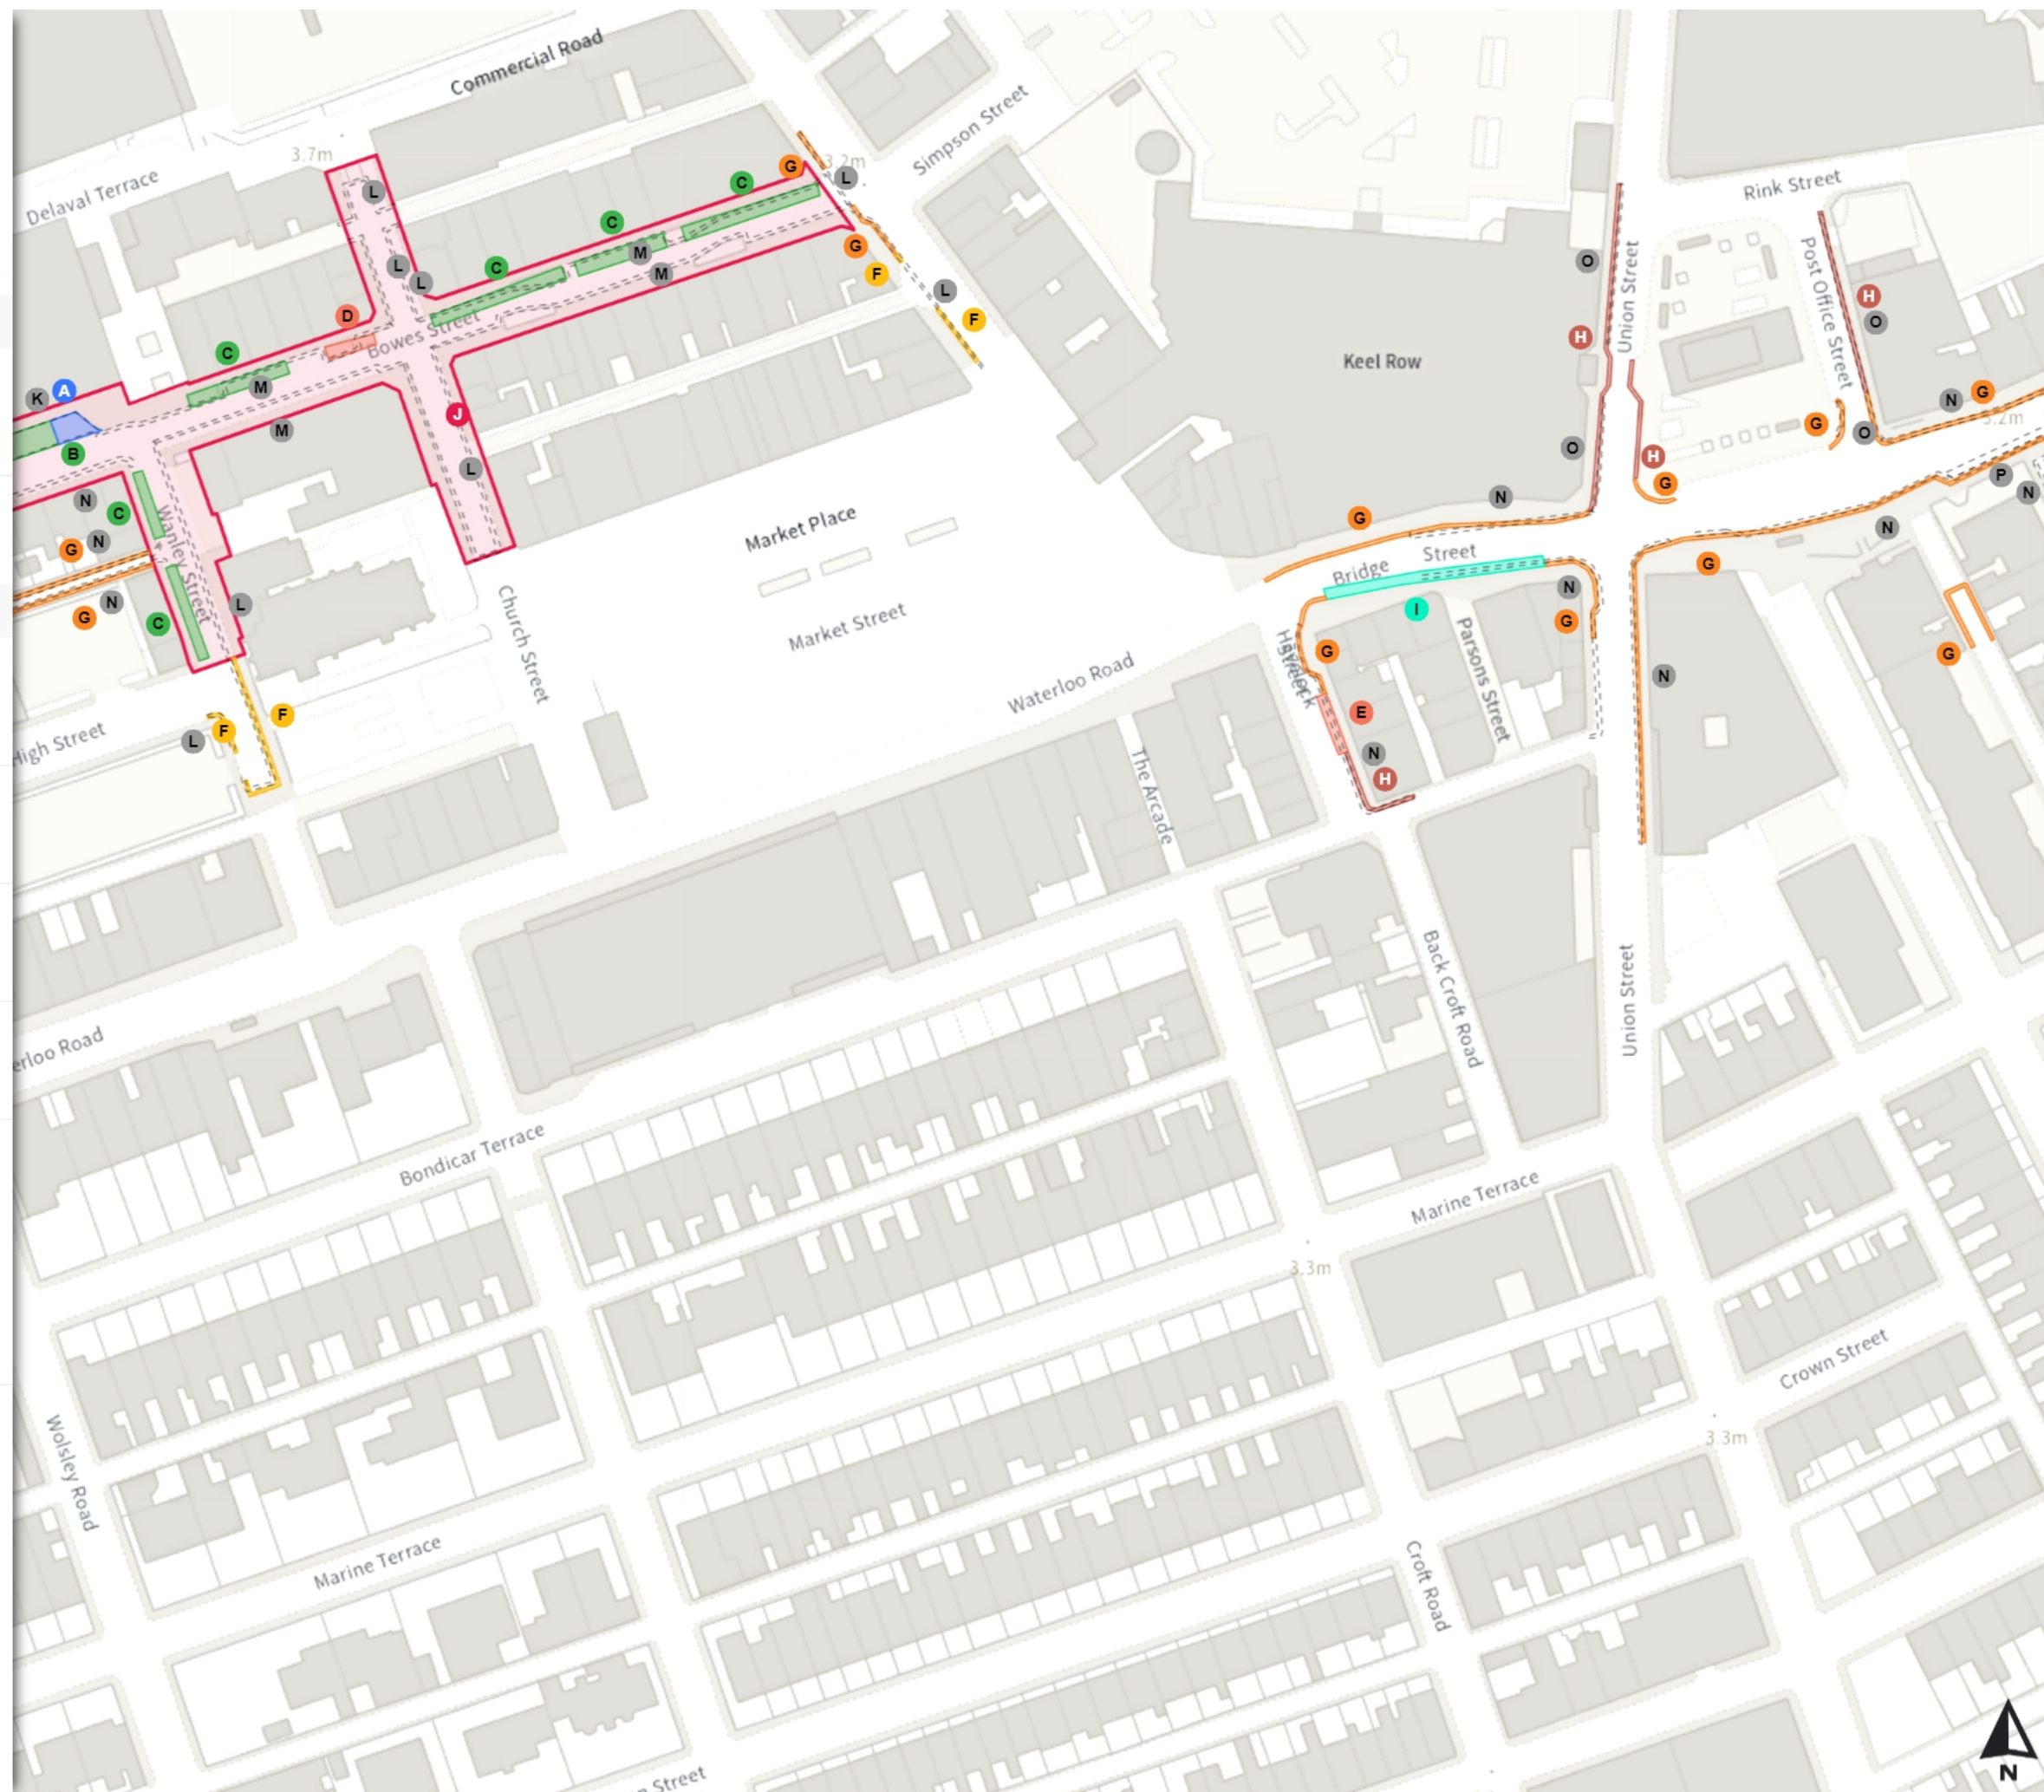 Commercial Road
Simpson Street
3.7m
3.2m
Delaval Terrace
Rink Street
G
L
C
L
C
G
O
Union Street
Post Office Street
M
L
C
M
F
L
L
H
O
D
F
H
Bowes Street
C
Keel Row
K
A
M
N
G
J
G
O
3.2m
M
B
L
H
P
G
N
N
N
C
Market Place
G
N
N
Wanley Street
G
Bridge
Street
O
G
N
G
L
C
Church Street
Market Street
I
N
G
Havelock
Street
Parsons Street
G
G
N
Waterloo Road
F
L
F
High Street
E
N
H
The Arcade
Back Croft Road
Union Street
erloo Road
Bondicar Terrace
Marine Terrace
3.3m
Crown Street
3.3m
Wolsley Road
Marine Terrace
Croft Road
Street
N